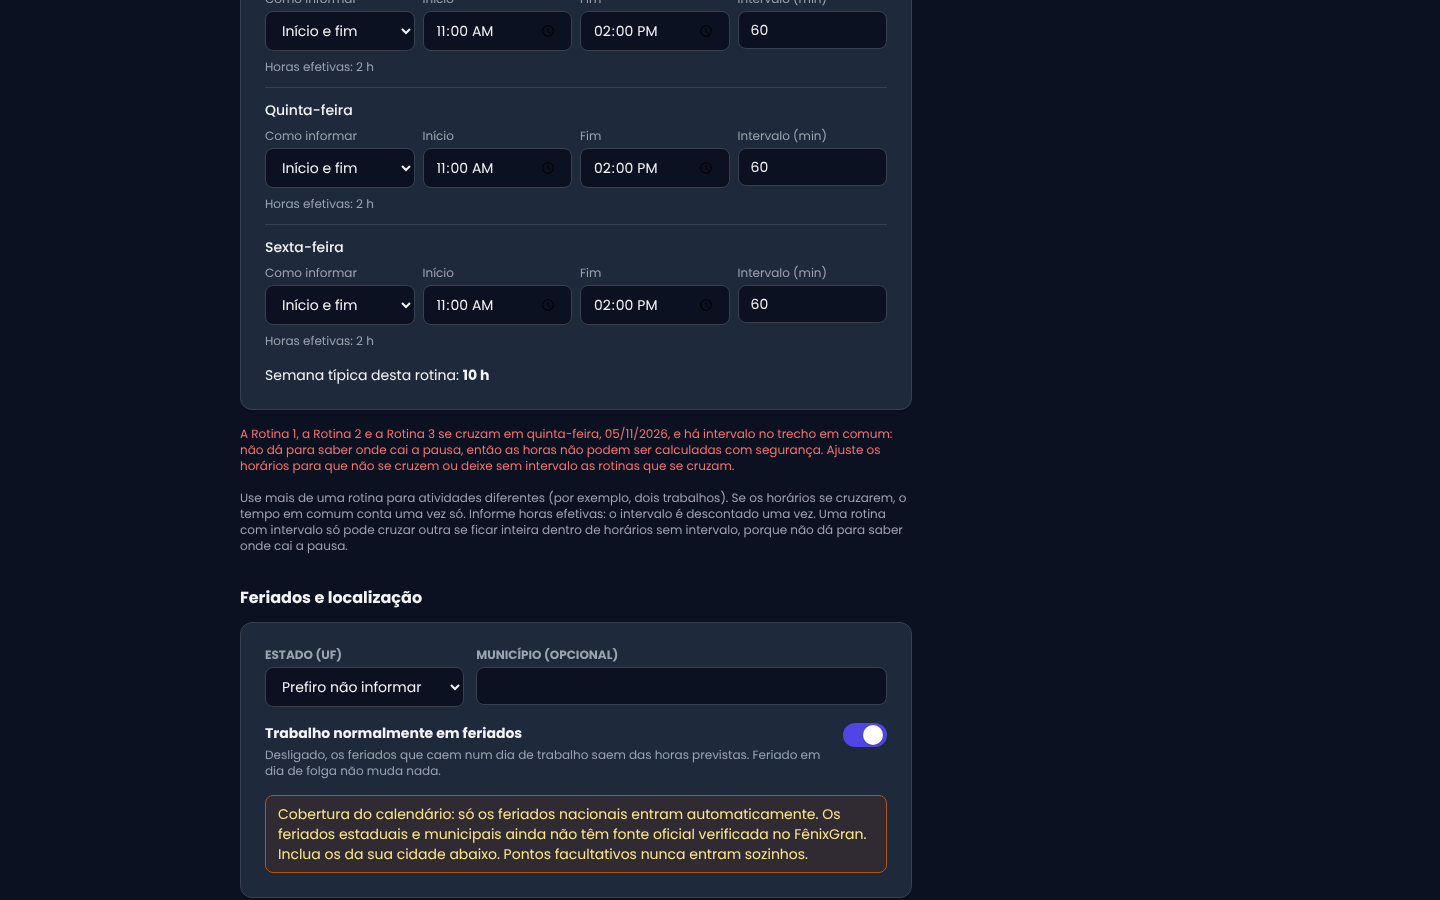 Como informar Início Fim Intervalo (min)
Início e fim 11:00 AM 02:00 PM 60
Horas efetivas: 2 h
Quinta-feira
Como informar Início Fim Intervalo (min)
Início e fim 11:00 AM 02:00 PM 60
Horas efetivas: 2 h
Sexta-feira
Como informar Início Fim Intervalo (min)
Início e fim 11:00 AM 02:00 PM 60
Horas efetivas: 2 h
Semana típica desta rotina: 10 h
A Rotina 1, a Rotina 2 e a Rotina 3 se cruzam em quinta-feira, 05/11/2026, e há intervalo no trecho em comum:
não dá para saber onde cai a pausa, então as horas não podem ser calculadas com segurança. Ajuste os
horários para que não se cruzem ou deixe sem intervalo as rotinas que se cruzam.
Use mais de uma rotina para atividades diferentes (por exemplo, dois trabalhos). Se os horários se cruzarem, o
tempo em comum conta uma vez só. Informe horas efetivas: o intervalo é descontado uma vez. Uma rotina
com intervalo só pode cruzar outra se ficar inteira dentro de horários sem intervalo, porque não dá para saber
onde cai a pausa.
Feriados e localização
ESTADO (UF) MUNICÍPIO (OPCIONAL)
Prefiro não informar
Trabalho normalmente em feriados
Desligado, os feriados que caem num dia de trabalho saem das horas previstas. Feriado em
dia de folga não muda nada.
Cobertura do calendário: só os feriados nacionais entram automaticamente. Os
feriados estaduais e municipais ainda não têm fonte oficial verificada no FênixGran.
Inclua os da sua cidade abaixo. Pontos facultativos nunca entram sozinhos.